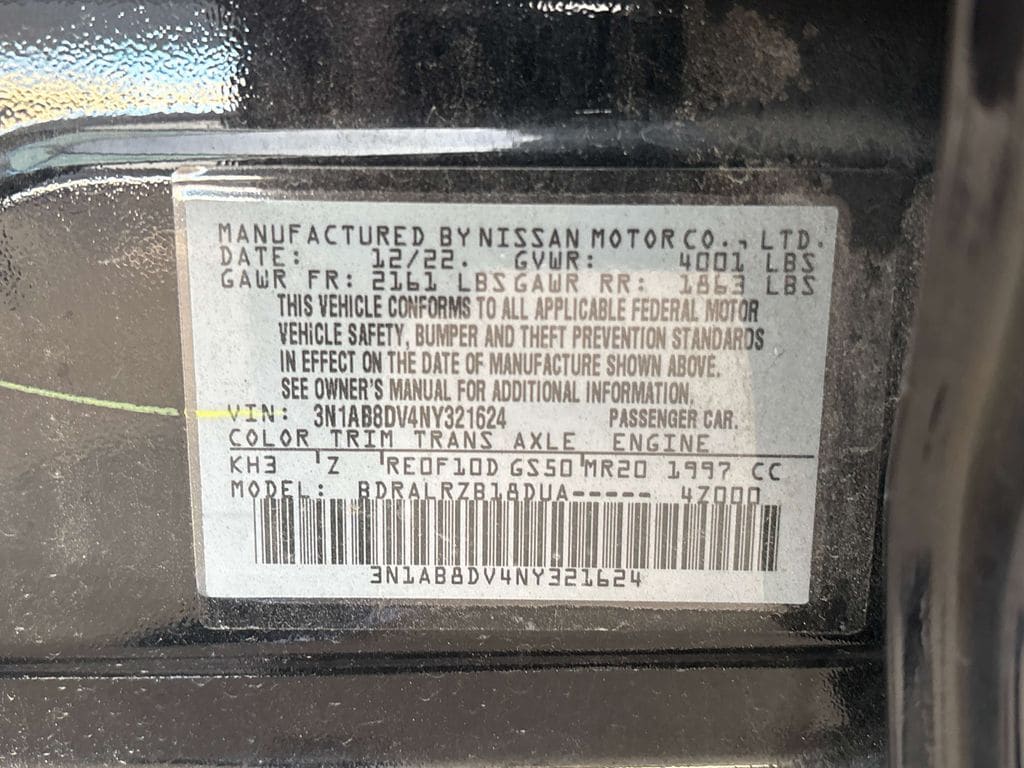 MANUFACTURED BY NISSAN MOTOR CO., LTD.
DATE: 12/22. GVWR: 4001 LBS
GAWR FR: 2161 LBS GAWR RR: 1863 LBS
THIS VEHICLE CONFORMS TO ALL APPLICABLE FEDERAL MOTOR
VEHICLE SAFETY, BUMPER AND THEFT PREVENTION STANDARDS
IN EFFECT ON THE DATE OF MANUFACTURE SHOWN ABOVE.
SEE OWNER'S MANUAL FOR ADDITIONAL INFORMATION.
VIN: 3N1AB8DV4NY321624 PASSENGER CAR.
COLOR TRIM TRANS AXLE ENGINE
KH3 Z RE0F10D GS50 MR20 1997 CC
MODEL: BDRALRZB18DUA----- 4Z000
3N1AB8DV4NY321624